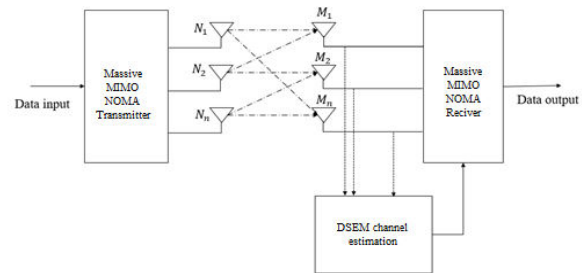 N₁
M₁
Massive
MIMO
NOMA
Transmitter
N₂
M₂
Massive
MIMO
NOMA
Reciver
Data input
Data output
Nₙ
Mₙ
DSEM channel
estimation